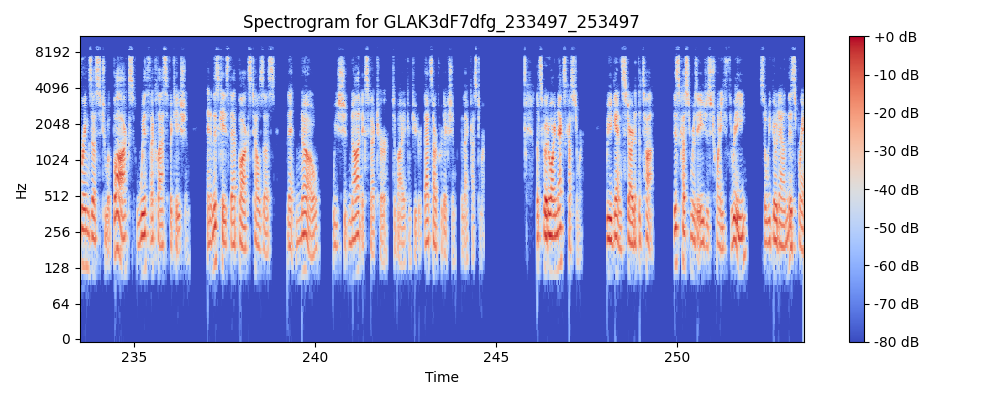 Spectrogram for GLAK3dF7dfg_233497_253497
8192
4096
2048
1024
512
256
128
64
0
Hz
235
240
245
250
Time
+0 dB
-10 dB
-20 dB
-30 dB
-40 dB
-50 dB
-60 dB
-70 dB
-80 dB